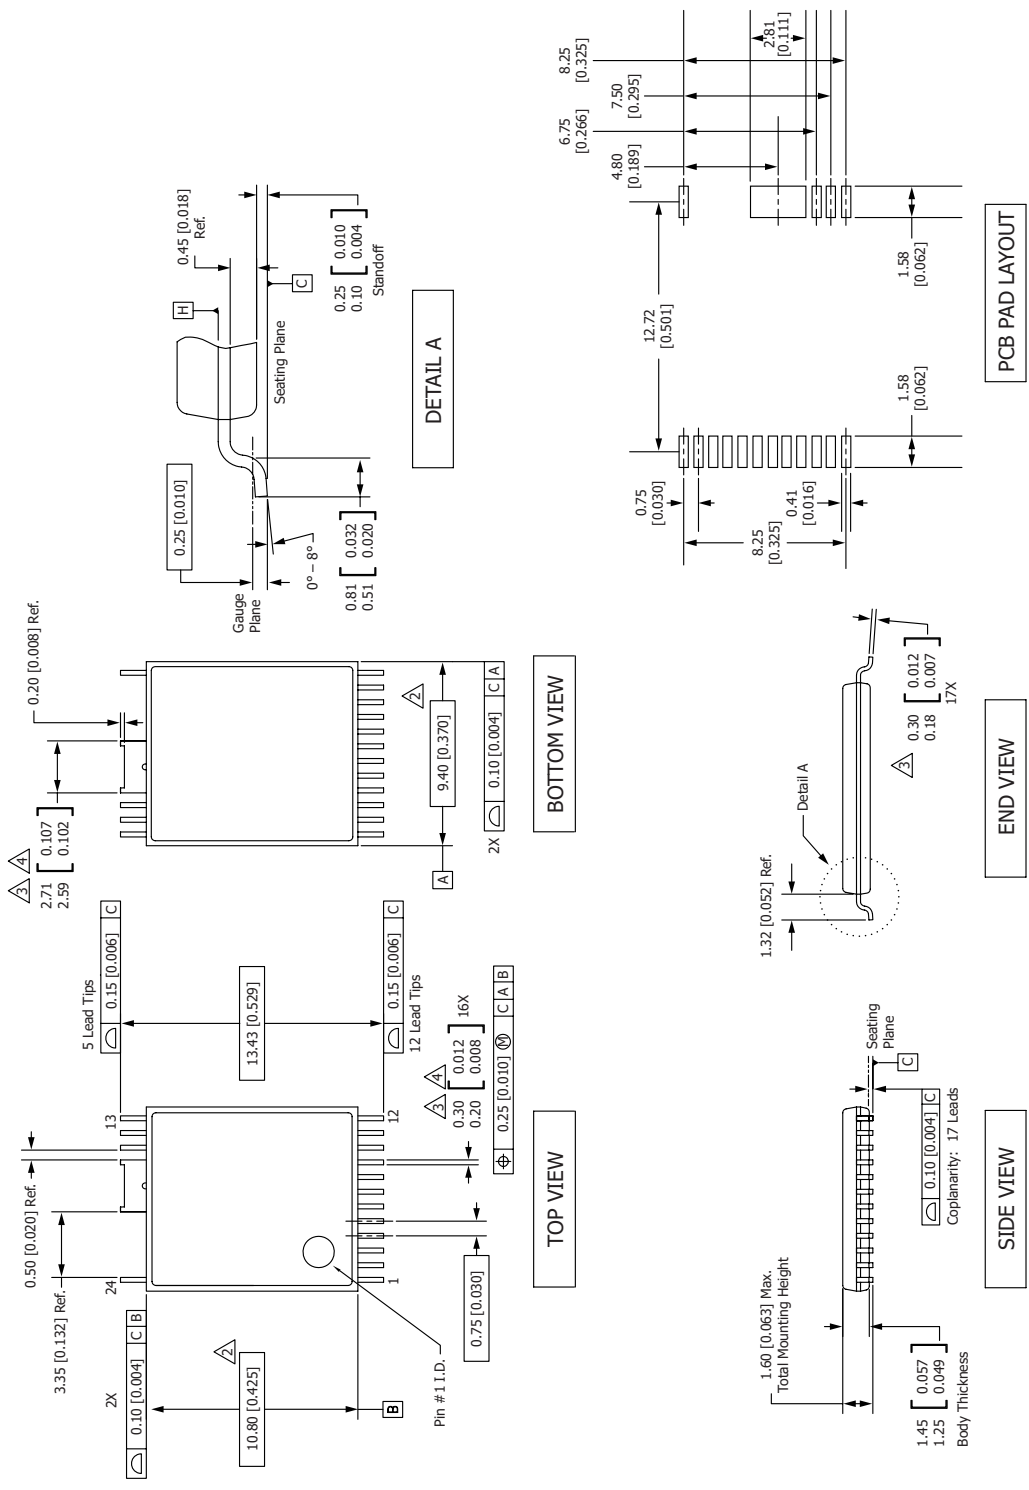 2X
0.10 [0.004] C B
3.35 [0.132] Ref.
0.50 [0.020] Ref.
24
13
5 Lead Tips
0.15 [0.006] C
2
10.80 [0.425]
13.43 [0.529]
B
Pin #1 I.D.
1
12
0.15 [0.006] C
12 Lead Tips
0.75 [0.030]
3 4
0.30 [0.012]
0.20 [0.008]
16X
0.25 [0.010] M C A B
TOP VIEW
3 4
2.71 [0.107]
2.59 [0.102]
0.20 [0.008] Ref.
A
9.40 [0.370]
2
2X
0.10 [0.004] C A
BOTTOM VIEW
Gauge
Plane
0.25 [0.010]
H
0.45 [0.018]
Ref.
0° – 8°
Seating Plane
C
0.81 [0.032]
0.51 [0.020]
0.25 [0.010]
0.10 [0.004]
Standoff
DETAIL A
1.60 [0.063] Max.
Total Mounting Height
Seating
Plane
C
1.45 [0.057]
1.25 [0.049]
Body Thickness
0.10 [0.004] C
Coplanarity: 17 Leads
SIDE VIEW
1.32 [0.052] Ref.
Detail A
3
0.30 [0.012]
0.18 [0.007]
17X
END VIEW
8.25
[0.325]
7.50
[0.295]
6.75
[0.266]
4.80
[0.189]
2.81
[0.111]
12.72
[0.501]
0.75
[0.030]
8.25
[0.325]
0.41
[0.016]
1.58
[0.062]
1.58
[0.062]
PCB PAD LAYOUT